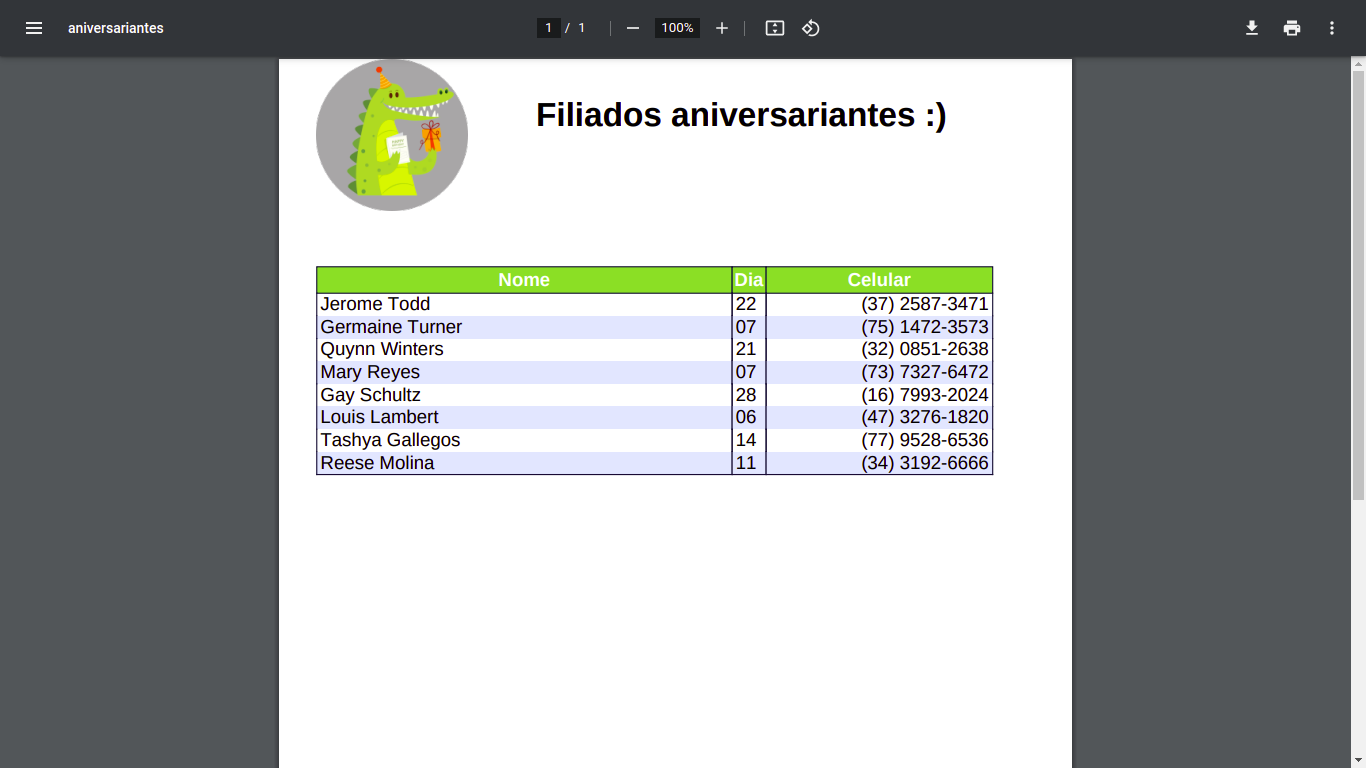 aniversariantes
1 / 1
100%
Filiados aniversariantes :)
Nome Dia Celular
Jerome Todd 22 (37) 2587-3471
Germaine Turner 07 (75) 1472-3573
Quynn Winters 21 (32) 0851-2638
Mary Reyes 07 (73) 7327-6472
Gay Schultz 28 (16) 7993-2024
Louis Lambert 06 (47) 3276-1820
Tashya Gallegos 14 (77) 9528-6536
Reese Molina 11 (34) 3192-6666